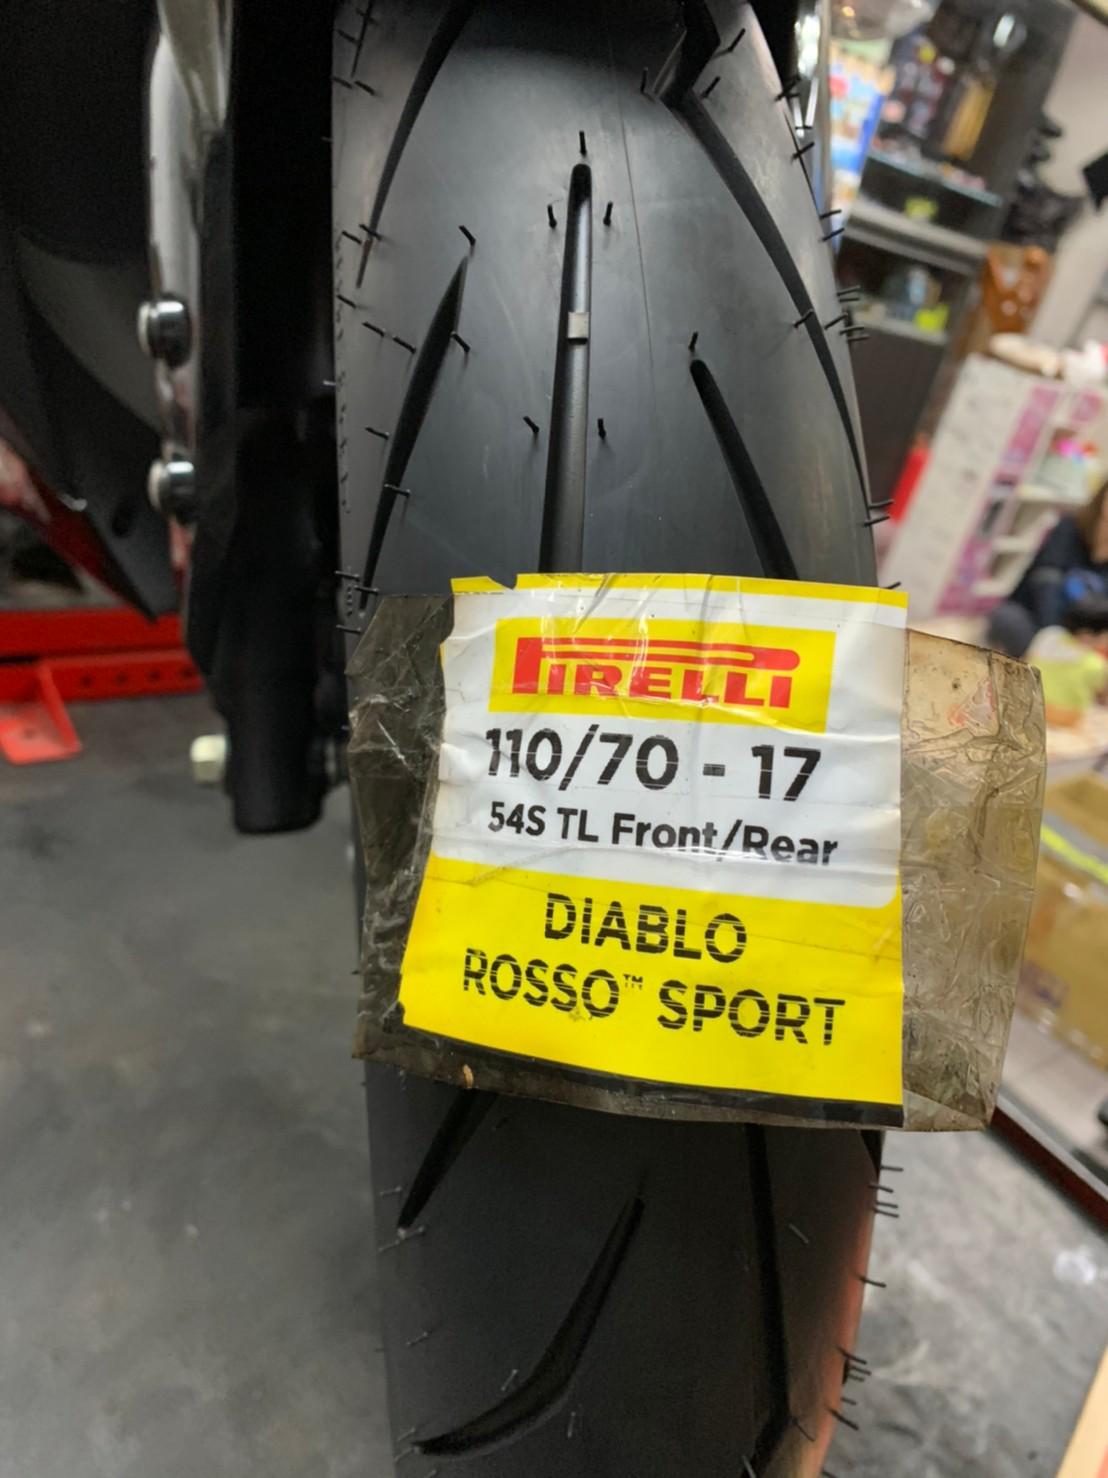 PIRELLI
110/70 - 17
54S TL Front/Rear
DIABLO
ROSSO™ SPORT